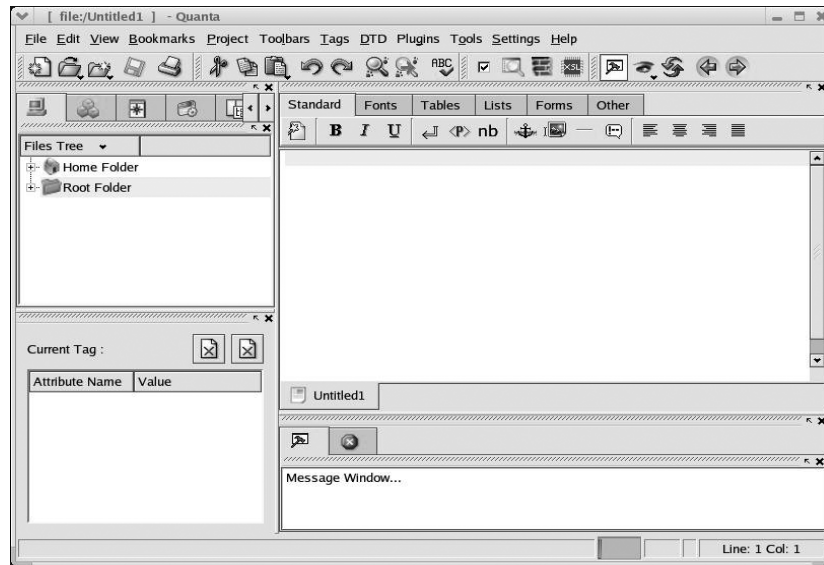 [ file:/Untitled1 ] - Quanta
File Edit View Bookmarks Project Toolbars Tags DTD Plugins Tools Settings Help
ABC
XSL
Standard Fonts Tables Lists Forms Other
B I U <P> nb
Files Tree
Home Folder
Root Folder
Current Tag :
Attribute Name Value
Untitled1
Message Window...
Line: 1 Col: 1